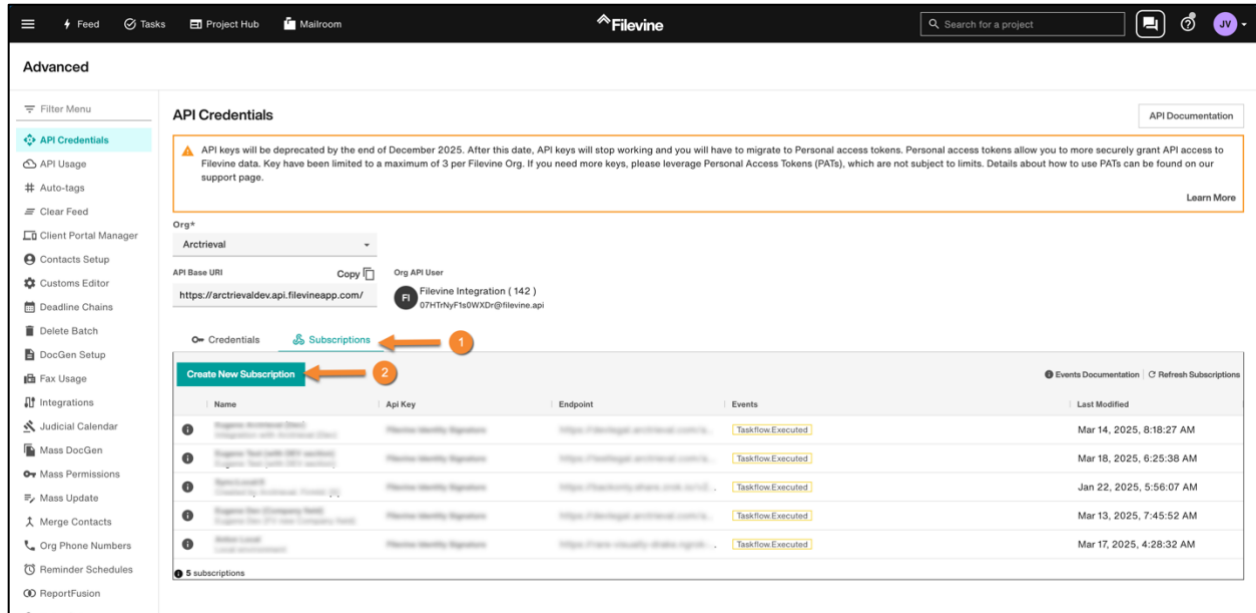 Feed Tasks Project Hub Mailroom Filevine Search for a project JV
Advanced
Filter Menu
API Credentials
API Usage
Auto-tags
Clear Feed
Client Portal Manager
Contacts Setup
Customs Editor
Deadline Chains
Delete Batch
DocGen Setup
Fax Usage
Integrations
Judicial Calendar
Mass DocGen
Mass Permissions
Mass Update
Merge Contacts
Org Phone Numbers
Reminder Schedules
ReportFusion
API Credentials API Documentation
API keys will be deprecated by the end of December 2025. After this date, API keys will stop working and you will have to migrate to Personal access tokens. Personal access tokens allow you to more securely grant API access to
Filevine data. Key have been limited to a maximum of 3 per Filevine Org. If you need more keys, please leverage Personal Access Tokens (PATs), which are not subject to limits. Details about how to use PATs can be found on our
support page.
Learn More
Org*
Arctrieval
API Base URI Copy Org API User
https://arctrievaldev.api.filevineapp.com/ FI Filevine Integration ( 142 )
07HTrNyF1s0WXDr@filevine.api
Credentials Subscriptions 1
Create New Subscription 2 Events Documentation Refresh Subscriptions
Name Api Key Endpoint Events Last Modified
Taskflow.Executed Mar 14, 2025, 8:18:27 AM
Taskflow.Executed Mar 18, 2025, 6:25:38 AM
Taskflow.Executed Jan 22, 2025, 5:56:07 AM
Taskflow.Executed Mar 13, 2025, 7:45:52 AM
Taskflow.Executed Mar 17, 2025, 4:28:32 AM
5 subscriptions